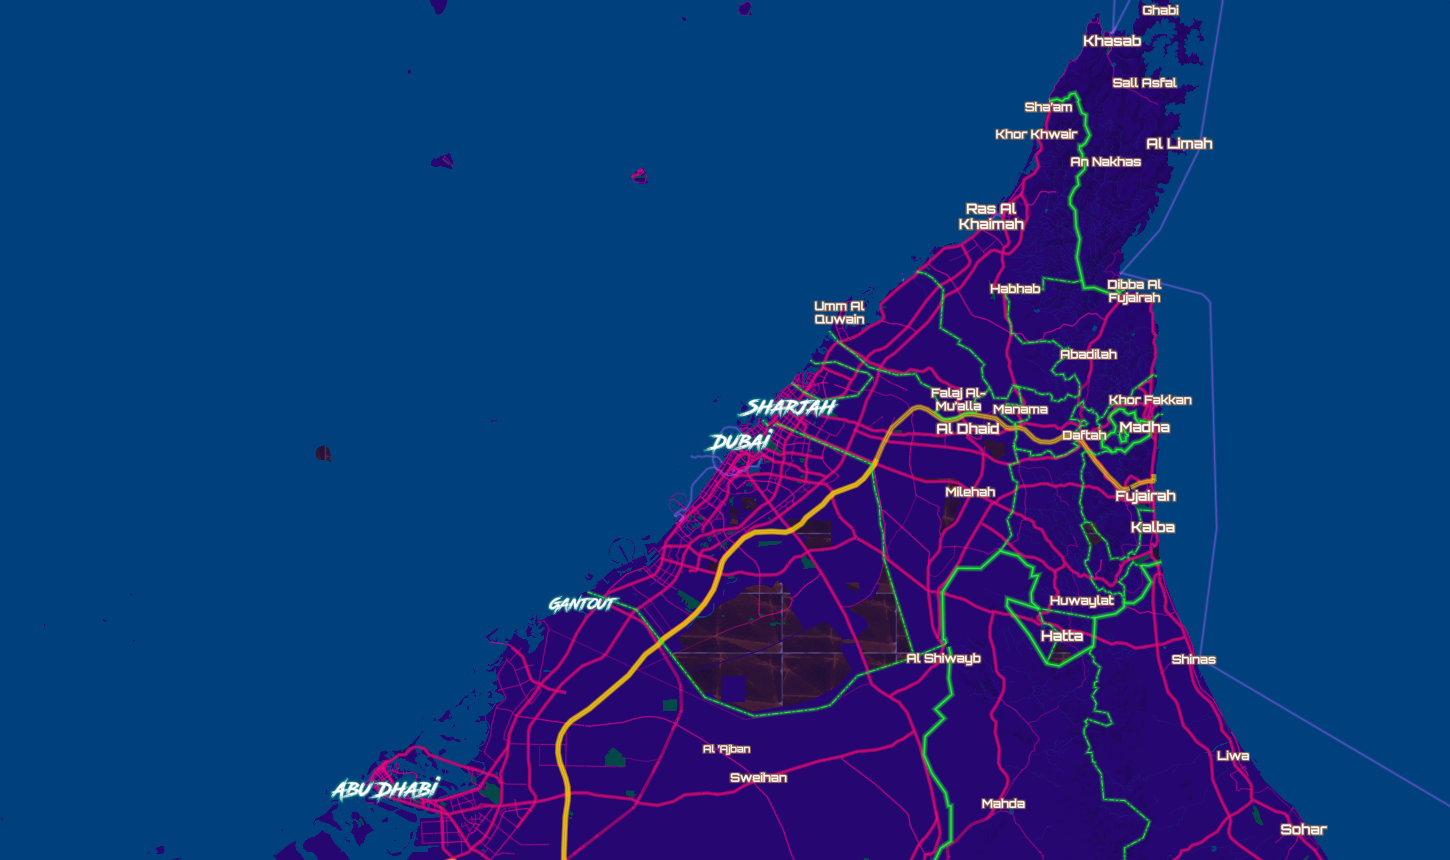 Ghabi
Khasab
Sall Asfal
Sha'am
Khor Khwair
Al Limah
An Nakhas
Ras Al
Khaimah
Habhab
Dibba Al
Fujairah
Umm Al
Quwain
Abadilah
Falaj Al-
Mu'alla
Manama
Khor Fakkan
SHARJAH
Al Dhaid
Daftah
Madha
DUBAI
Milehah
Fujairah
Kalba
GANTOUT
Huwaylat
Hatta
Al Shiwayb
Shinas
Al 'Ajban
Sweihan
Liwa
ABU DHABI
Mahda
Sohar